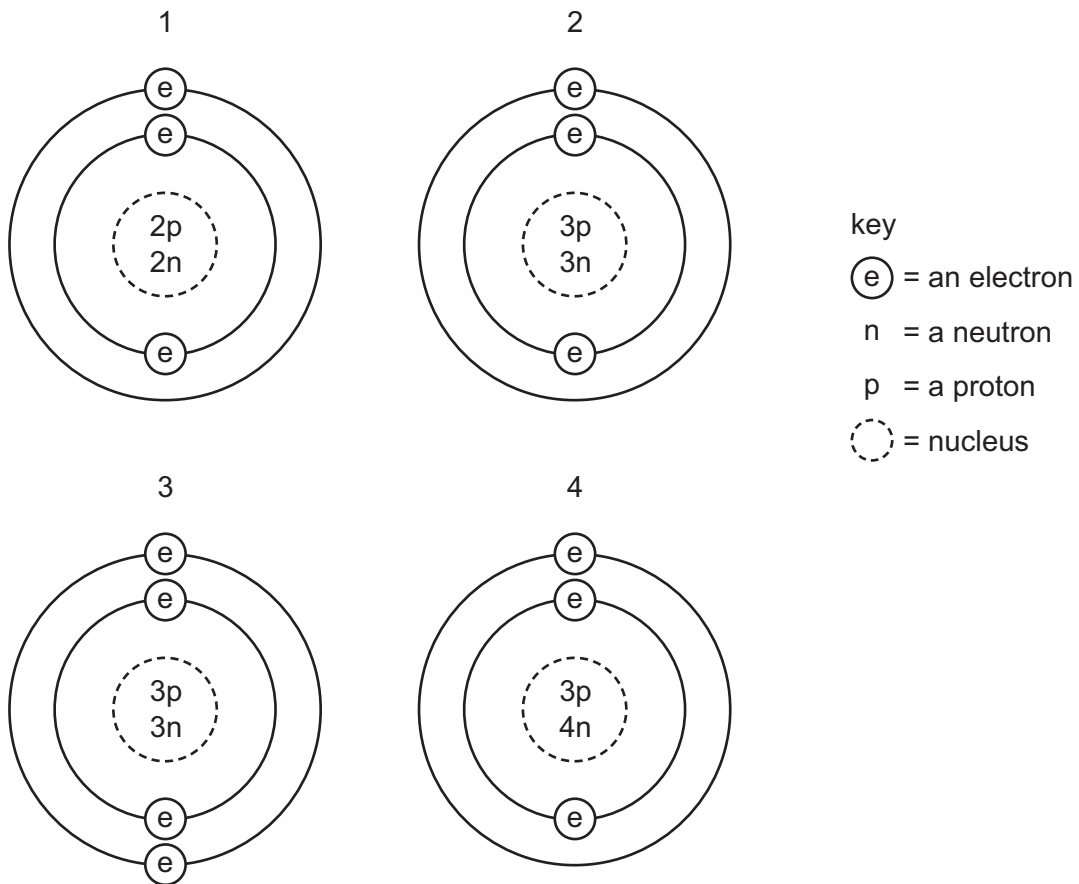 1
2
e
e
e
e
2p
2n
3p
3n
e
e
key
e = an electron
n = a neutron
p = a proton
= nucleus
3
4
e
e
e
e
3p
3n
3p
4n
e
e
e